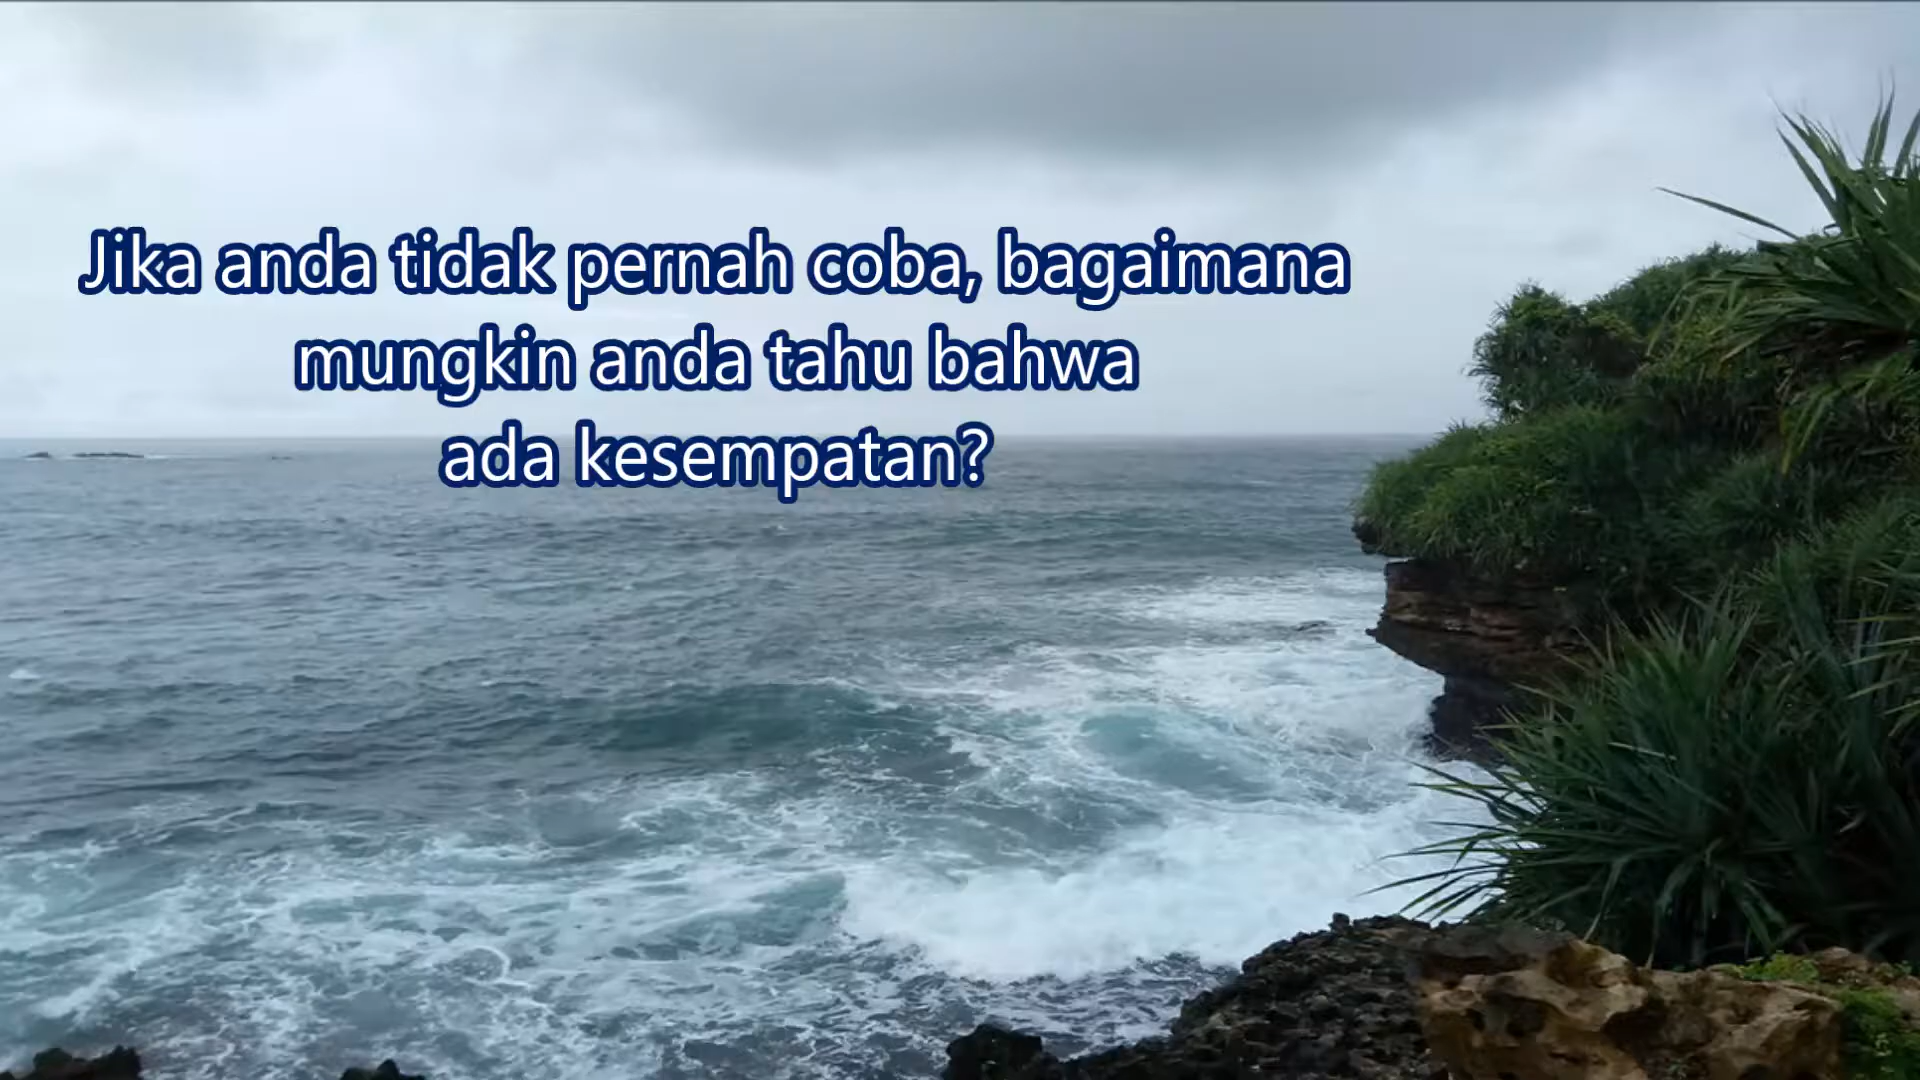 Jika anda tidak pernah coba, bagaimana
mungkin anda tahu bahwa
ada kesempatan?